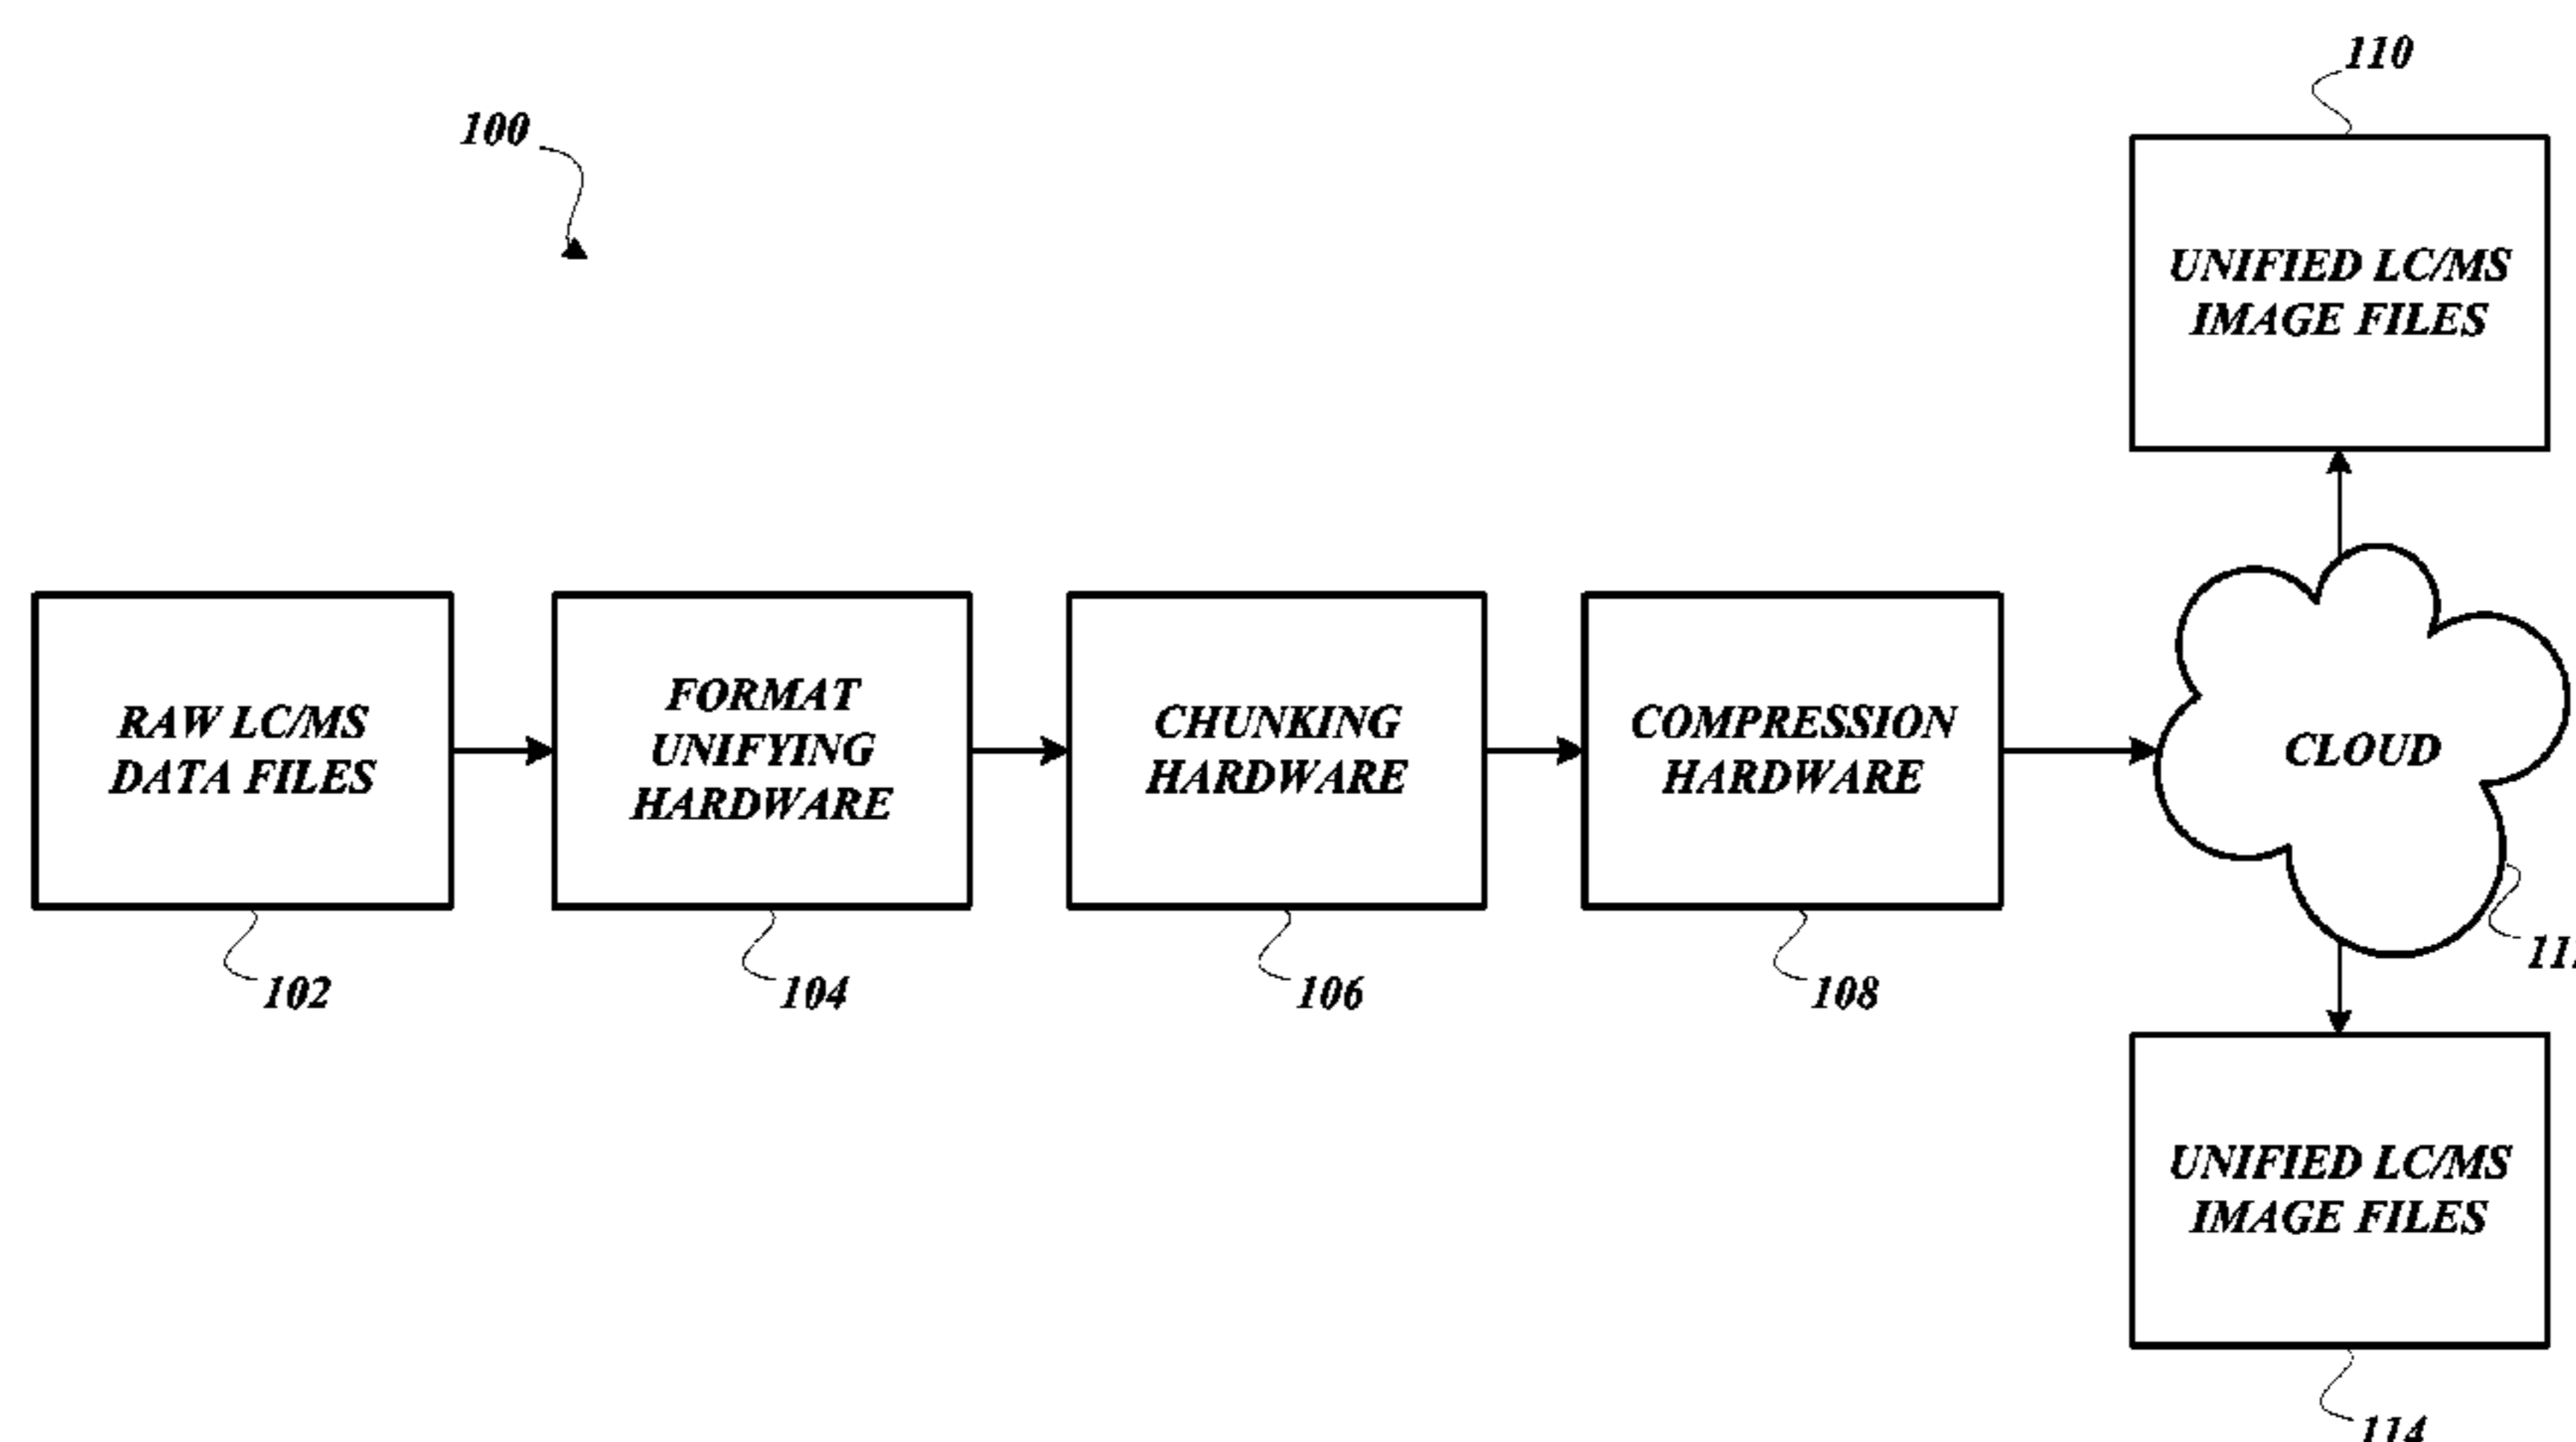 100
110
UNIFIED LC/MS
IMAGE FILES
RAW LC/MS
DATA FILES
FORMAT
UNIFYING
HARDWARE
CHUNKING
HARDWARE
COMPRESSION
HARDWARE
CLOUD
102
104
106
108
UNIFIED LC/MS
IMAGE FILES
114